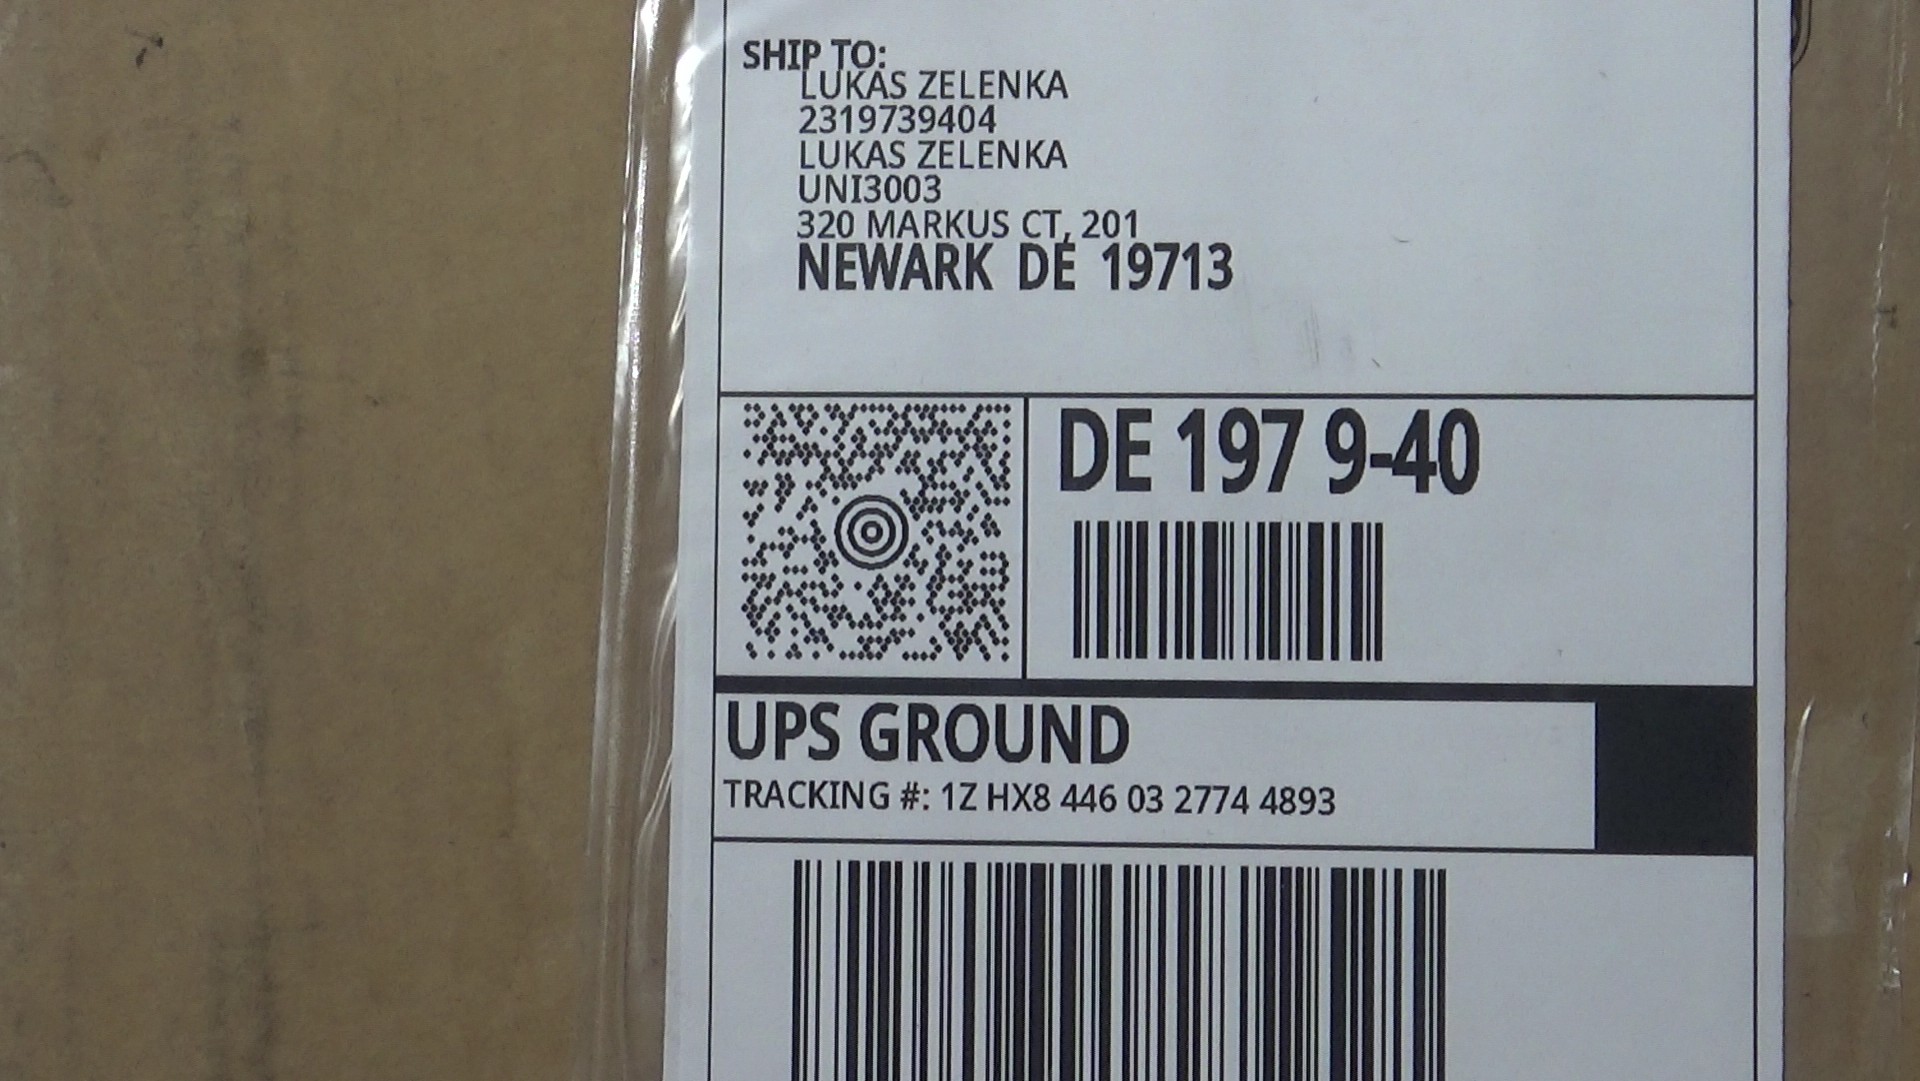 SHIP TO:
LUKAS ZELENKA
2319739404
LUKAS ZELENKA
UNI3003
320 MARKUS CT, 201
NEWARK DE 19713
DE 197 9-40
UPS GROUND
TRACKING #: 1Z HX8 446 03 2774 4893